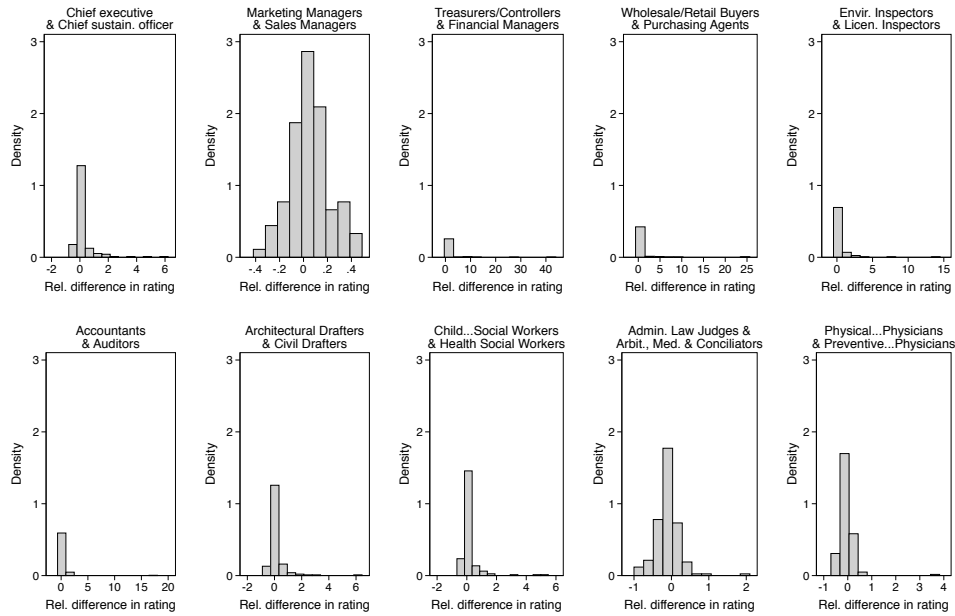 Chief executive
& Chief sustain. officer
3
2
1
0
Density
-2 0 2 4 6
Rel. difference in rating
Marketing Managers
& Sales Managers
3
2
1
0
Density
-.4 -.2 0 .2 .4
Rel. difference in rating
Treasurers/Controllers
& Financial Managers
3
2
1
0
Density
0 10 20 30 40
Rel. difference in rating
Wholesale/Retail Buyers
& Purchasing Agents
3
2
1
0
Density
0 5 10 15 20 25
Rel. difference in rating
Envir. Inspectors
& Licen. Inspectors
3
2
1
0
Density
0 5 10 15
Rel. difference in rating
Accountants
& Auditors
3
2
1
0
Density
0 5 10 15 20
Rel. difference in rating
Architectural Drafters
& Civil Drafters
3
2
1
0
Density
-2 0 2 4 6
Rel. difference in rating
Child...Social Workers
& Health Social Workers
3
2
1
0
Density
-2 0 2 4 6
Rel. difference in rating
Admin. Law Judges &
Arbit., Med. & Conciliators
3
2
1
0
Density
-1 0 1 2
Rel. difference in rating
Physical...Physicians
& Preventive...Physicians
3
2
1
0
Density
-1 0 1 2 3 4
Rel. difference in rating